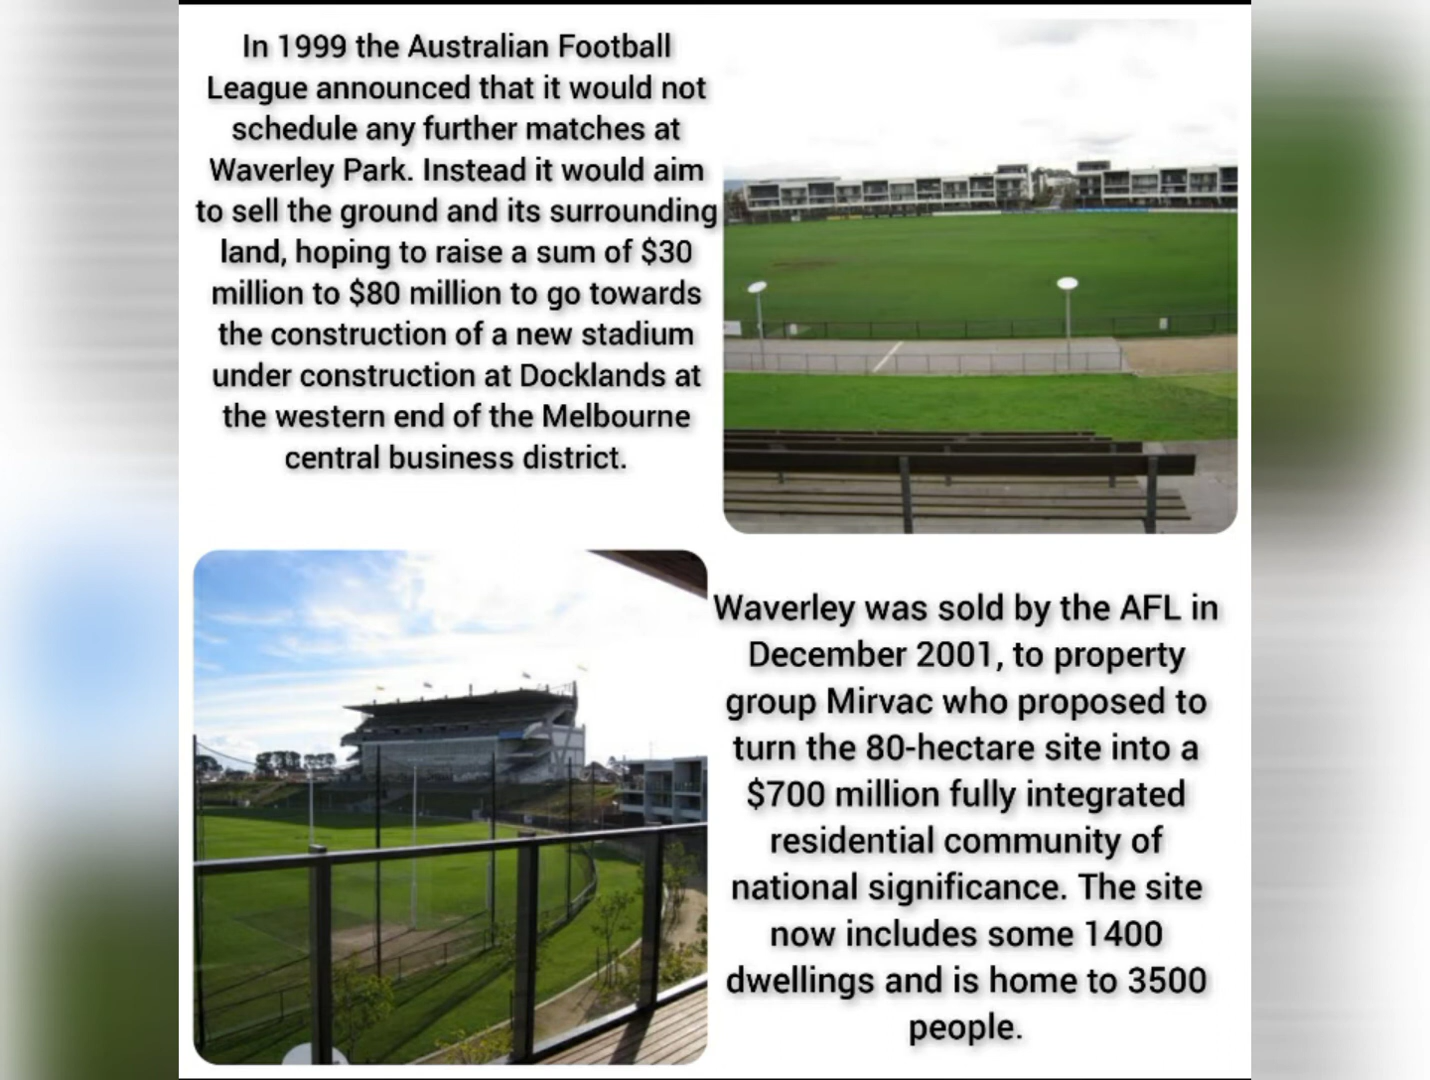 In 1999 the Australian Football
League announced that it would not
schedule any further matches at
Waverley Park. Instead it would aim
to sell the ground and its surrounding
land, hoping to raise a sum of $30
million to $80 million to go towards
the construction of a new stadium
under construction at Docklands at
the western end of the Melbourne
central business district.
Waverley was sold by the AFL in
December 2001, to property
group Mirvac who proposed to
turn the 80-hectare site into a
$700 million fully integrated
residential community of
national significance. The site
now includes some 1400
dwellings and is home to 3500
people.